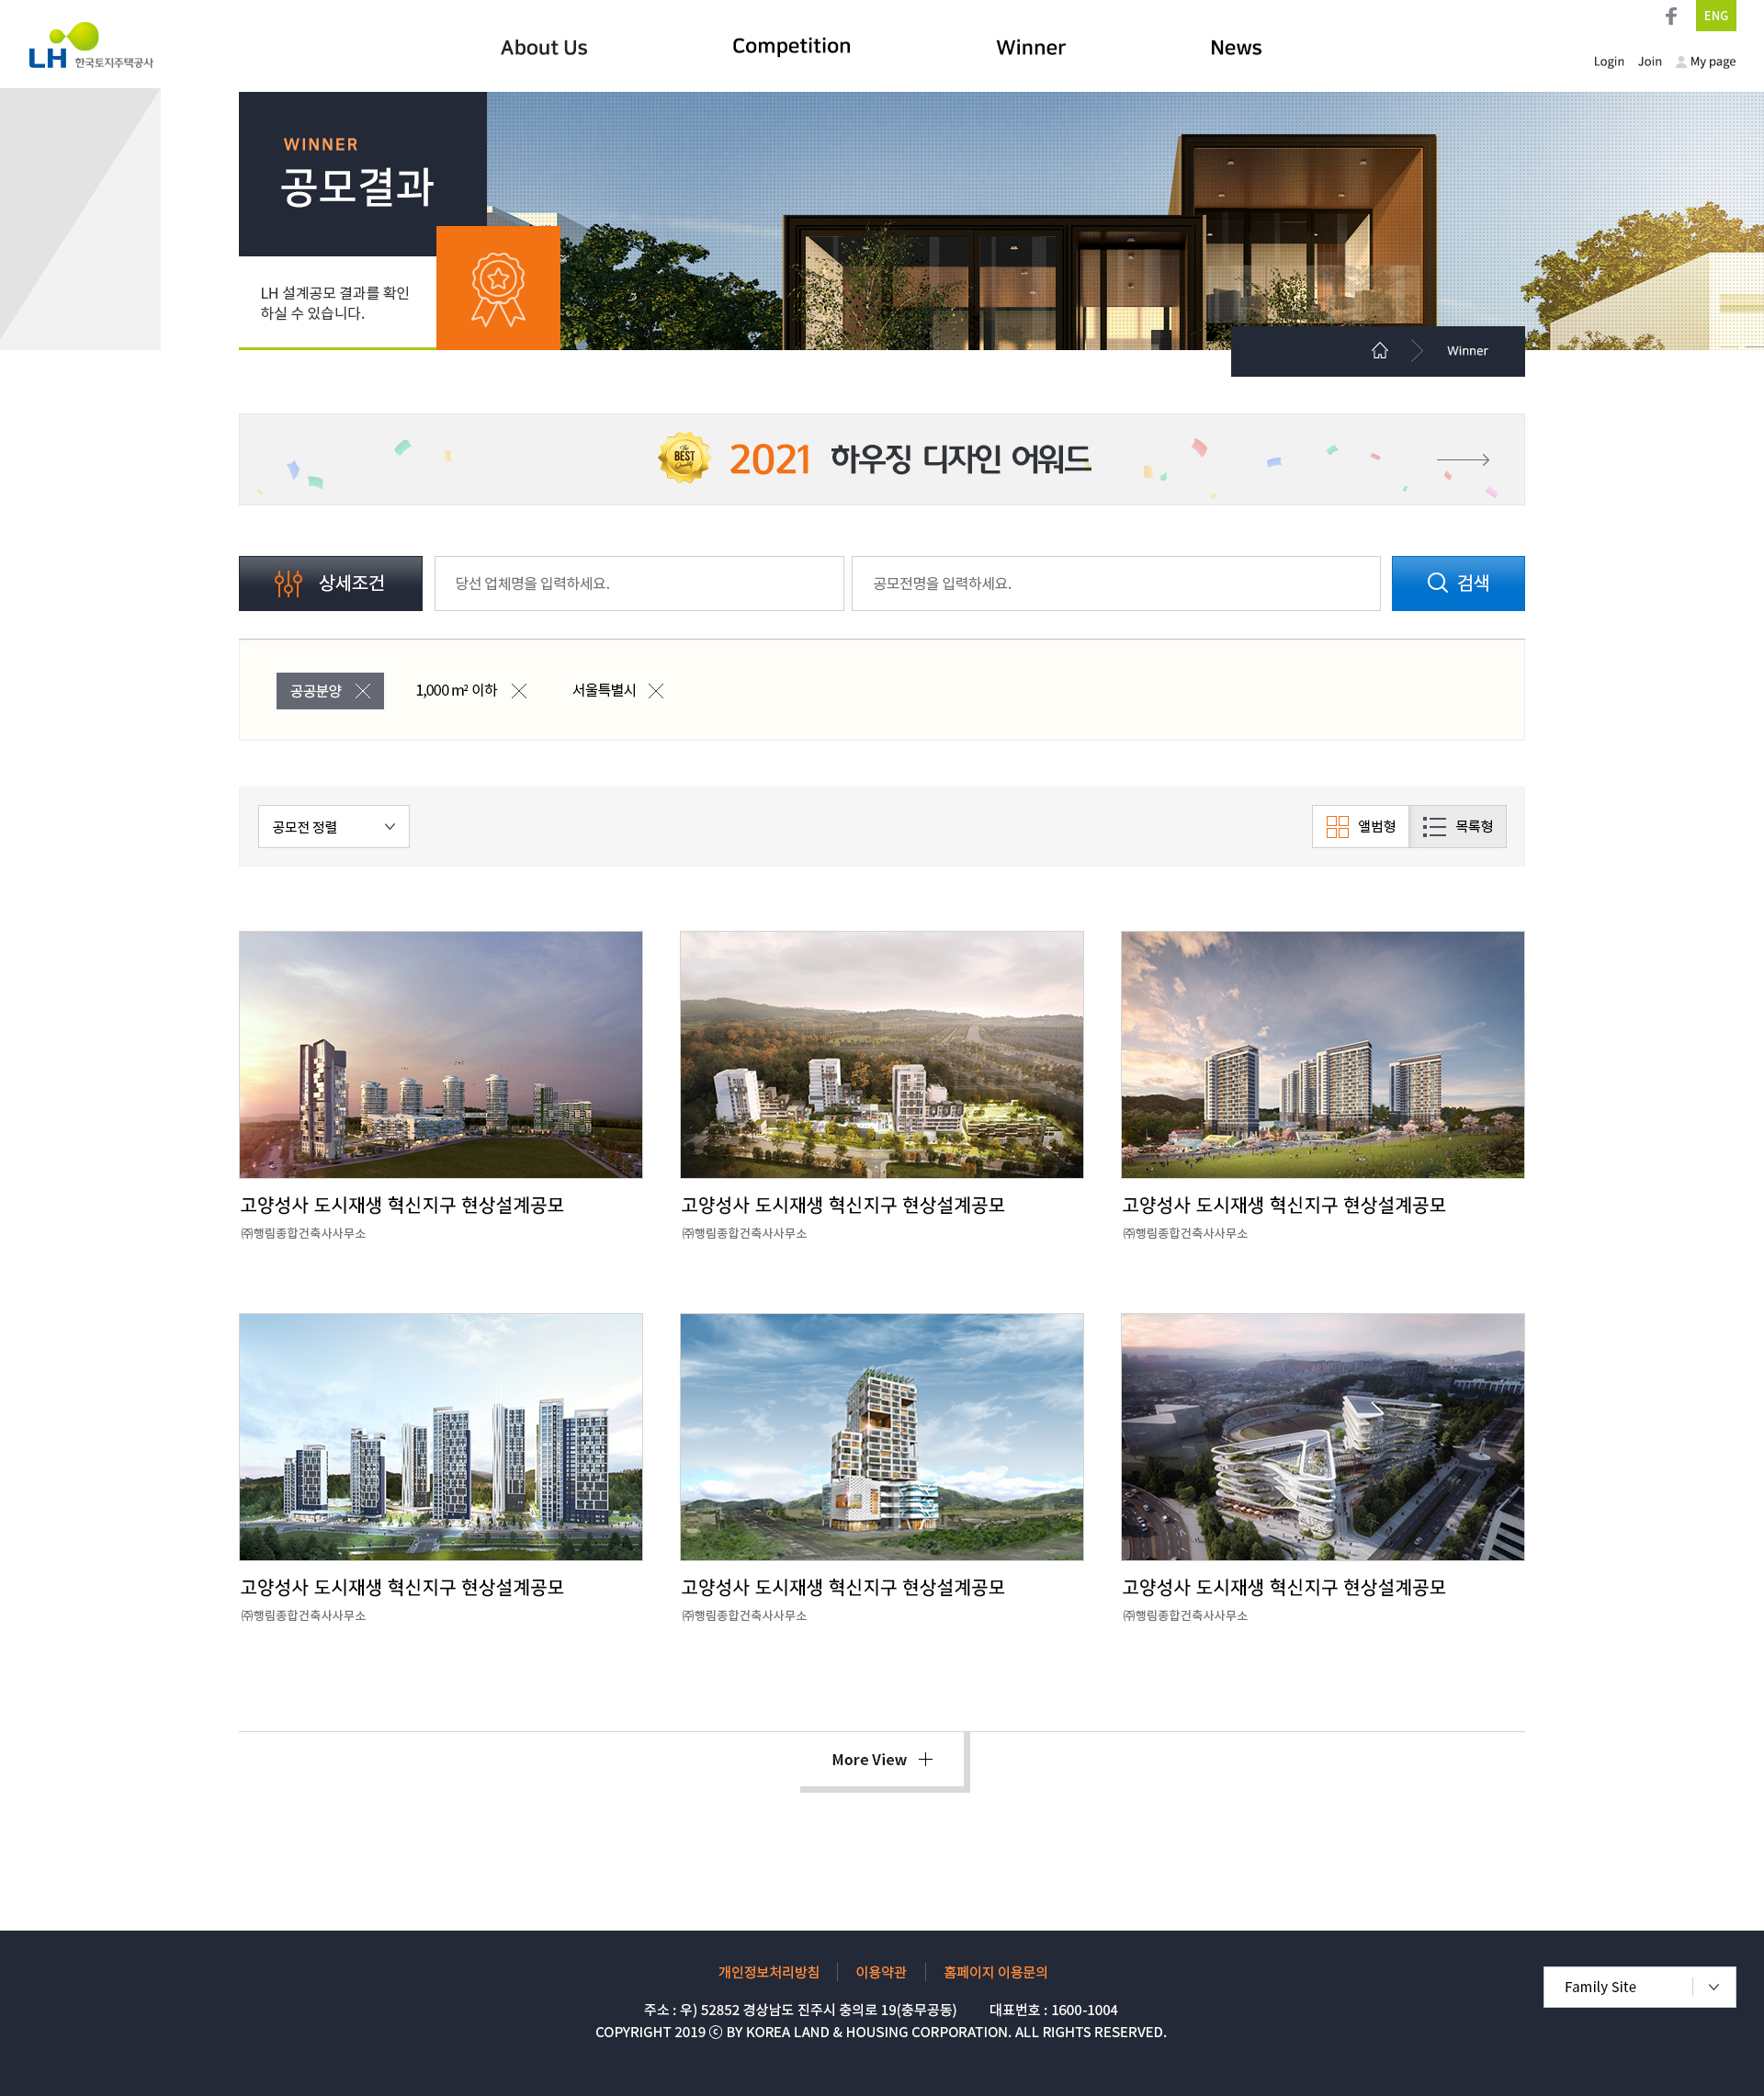 LH 한국토지주택공사
About Us
Competition
Winner
News
ENG
Login
Join
My page
WINNER
공모결과
LH 설계공모 결과를 확인
하실 수 있습니다.
Winner
The BEST Quality
2021 하우징 디자인 어워드
상세조건
당선 업체명을 입력하세요.
공모전명을 입력하세요.
검색
공공분양
1,000 m² 이하
서울특별시
공모전 정렬
앨범형
목록형
고양성사 도시재생 혁신지구 현상설계공모
㈜행림종합건축사사무소
고양성사 도시재생 혁신지구 현상설계공모
㈜행림종합건축사사무소
고양성사 도시재생 혁신지구 현상설계공모
㈜행림종합건축사사무소
고양성사 도시재생 혁신지구 현상설계공모
㈜행림종합건축사사무소
고양성사 도시재생 혁신지구 현상설계공모
㈜행림종합건축사사무소
고양성사 도시재생 혁신지구 현상설계공모
㈜행림종합건축사사무소
More View
개인정보처리방침
이용약관
홈페이지 이용문의
주소 : 우) 52852 경상남도 진주시 충의로 19(충무공동) 대표번호 : 1600-1004
COPYRIGHT 2019 ⓒ BY KOREA LAND & HOUSING CORPORATION. ALL RIGHTS RESERVED.
Family Site